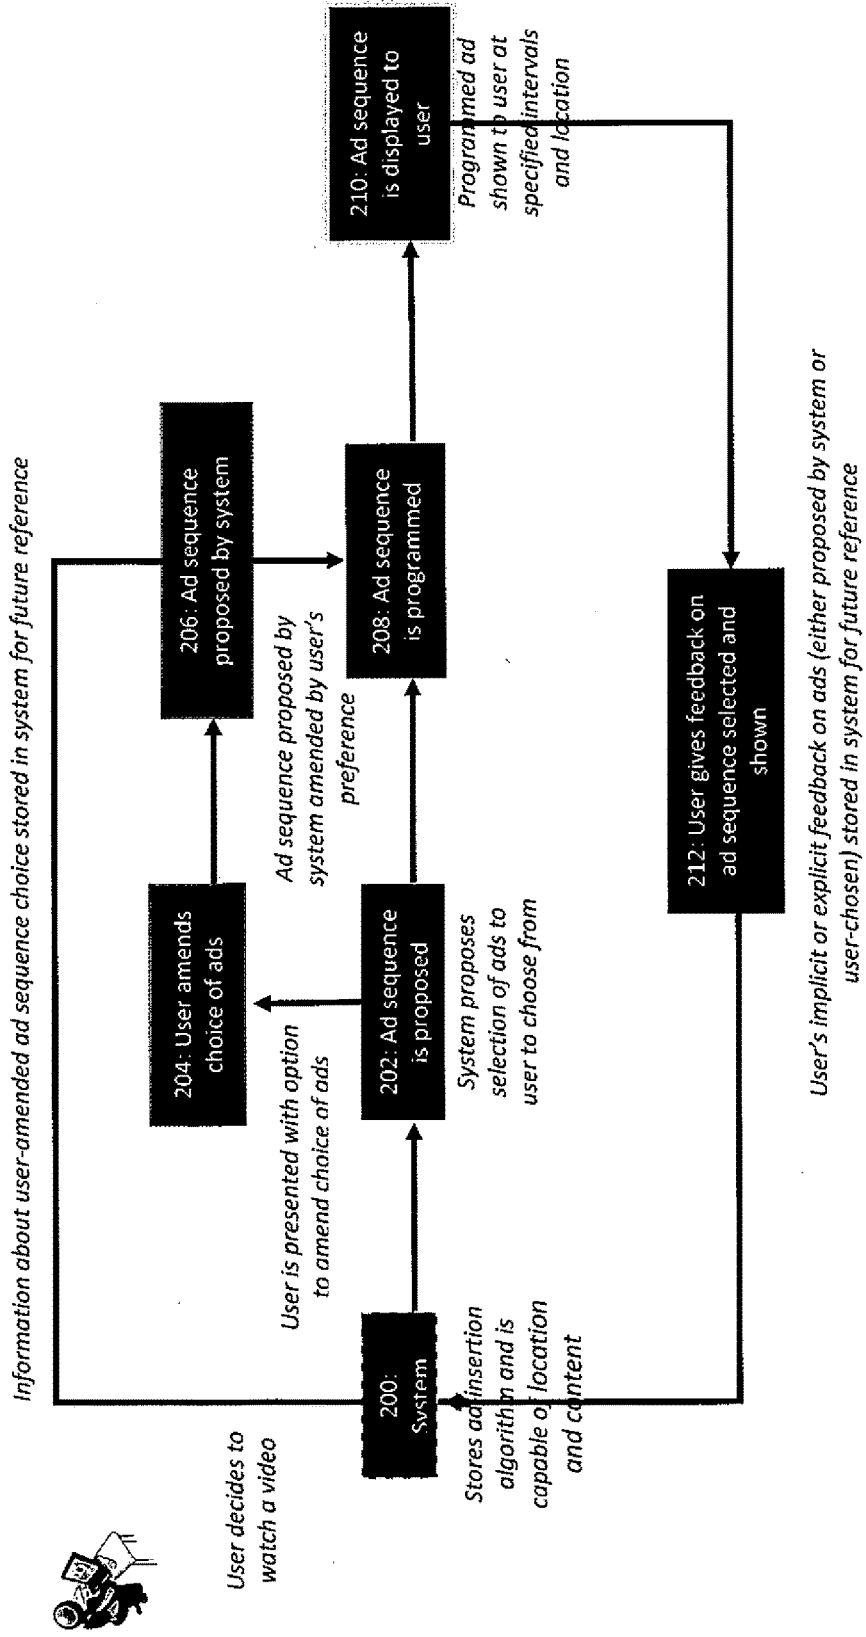 Information about user-amended ad sequence choice stored in system for future reference
User decides to
watch a video
204: User amends
choice of ads
206: Ad sequence
proposed by system
User is presented with option
to amend choice of ads
Ad sequence proposed by
system amended by user's
preference
200:
System
202: Ad sequence
is proposed
208: Ad sequence
is programmed
210: Ad sequence
is displayed to
user
Stores ad insertion
algorithm and is
capable of location
and content
System proposes
selection of ads to
user to choose from
Programmed ad
shown to user at
specified intervals
and location
212: User gives feedback on
ad sequence selected and
shown
User's implicit or explicit feedback on ads (either proposed by system or
user-chosen) stored in system for future reference